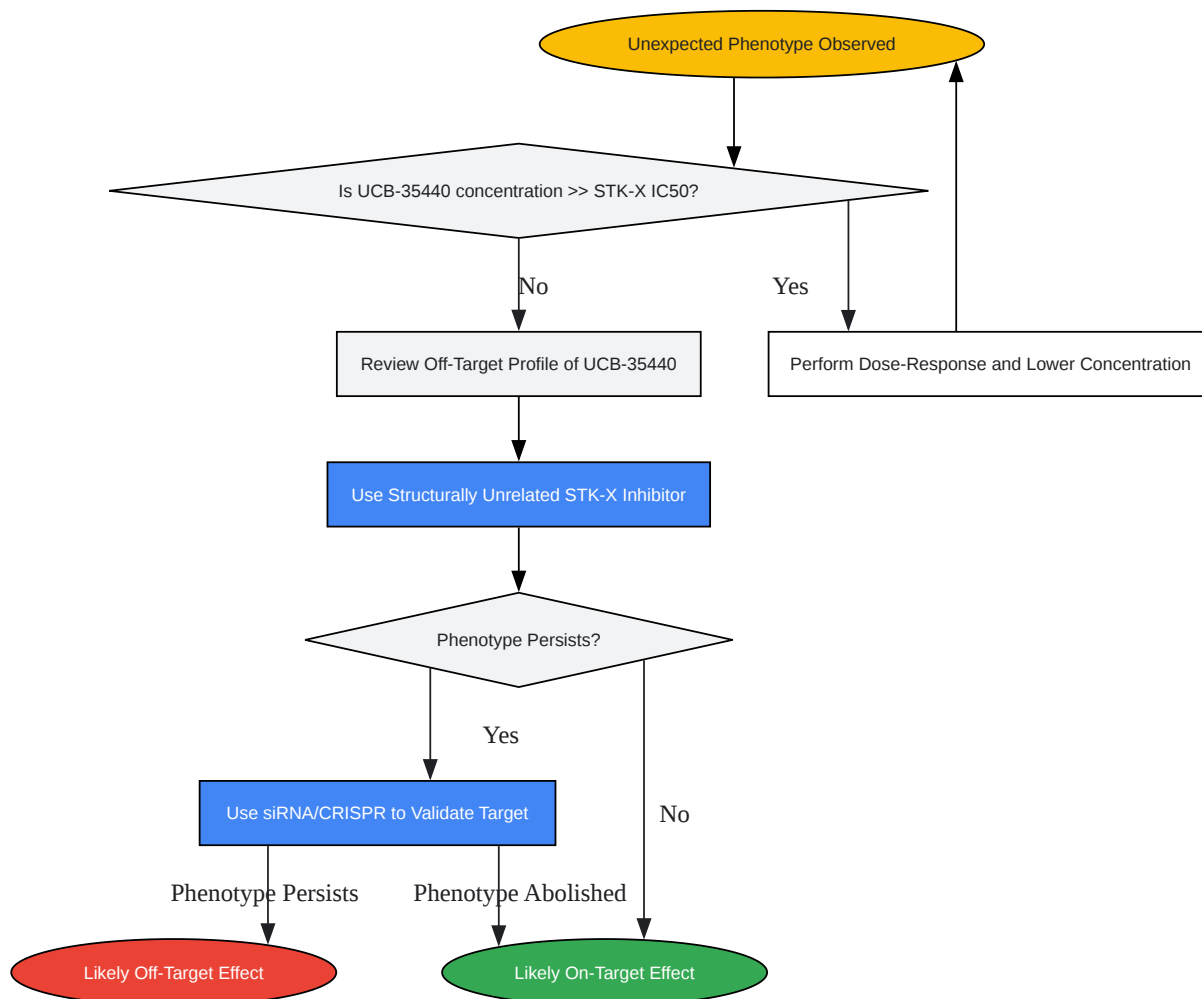 Unexpected Phenotype Observed
Is UCB-35440 concentration >> STK-X IC50?
No
Yes
Review Off-Target Profile of UCB-35440
Perform Dose-Response and Lower Concentration
Use Structurally Unrelated STK-X Inhibitor
Phenotype Persists?
Yes
Use siRNA/CRISPR to Validate Target
No
Phenotype Persists
Phenotype Abolished
Likely Off-Target Effect
Likely On-Target Effect